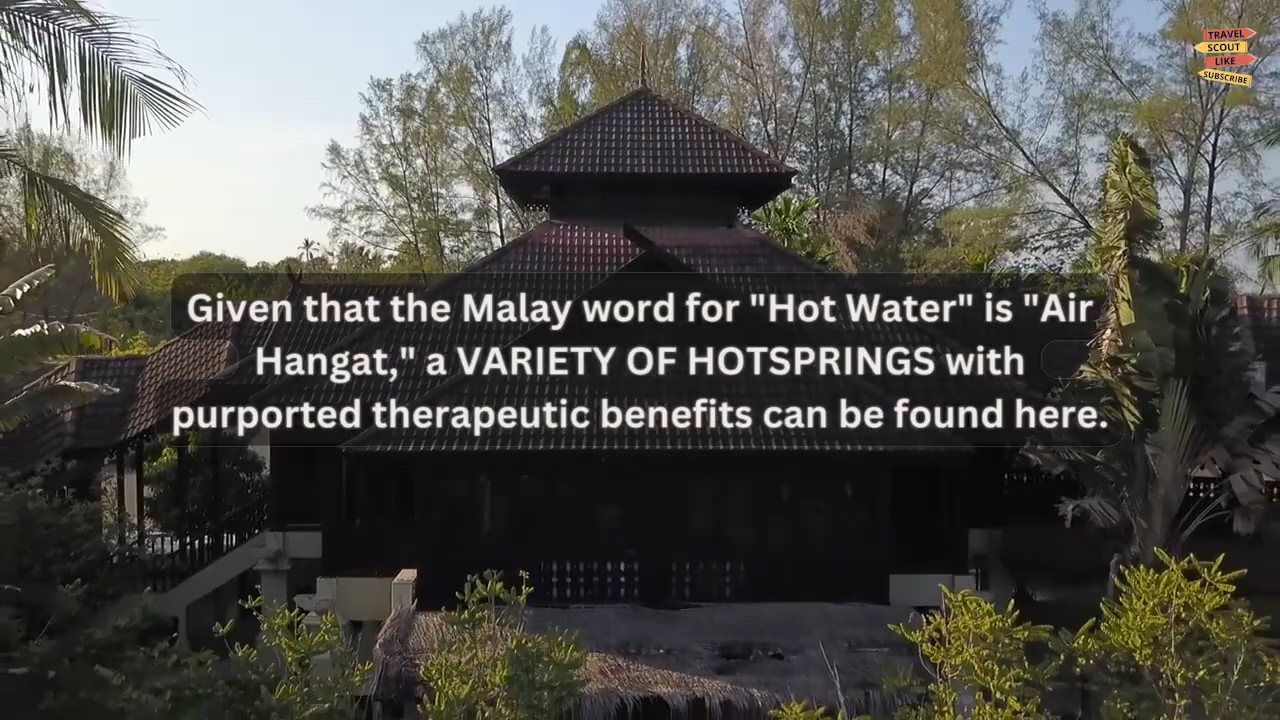 TRAVEL
SCOUT
LIKE
SUBSCRIBE
Given that the Malay word for "Hot Water" is "Air
Hangat," a VARIETY OF HOTSPRINGS with
purported therapeutic benefits can be found here.